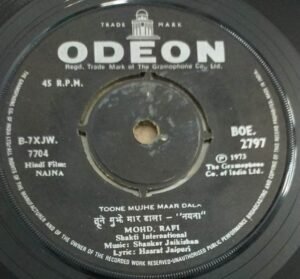 TRADE MARK
ODEON
Regd. Trade Mark of the Gramophone Co. Ltd.
45 R.P.M.
B-7XJW.
7704
Hindi Film:
NAINA
BOE.
2797
℗ 1973
The Gramophone
Co. of India Ltd.
TOONE MUJHE MAAR DALA
तूने मुझे मार डाला - "नयना"
MOHD. RAFI
Shakti International
Music: Shanker Jaikishan
Lyric: Hasrat Jaipuri